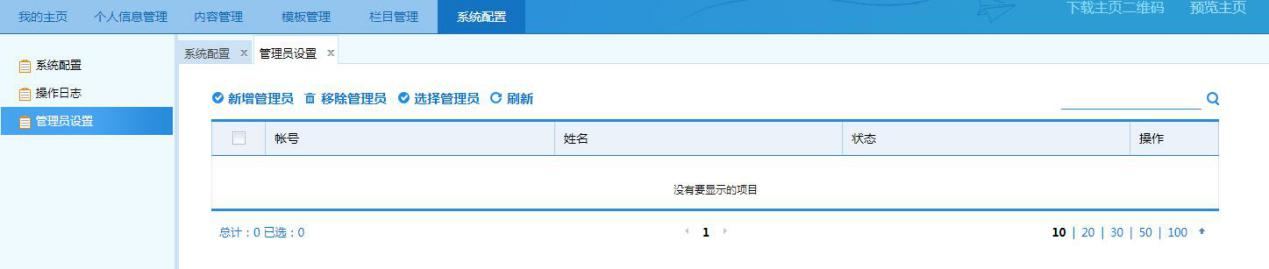 我的主页 个人信息管理 内容管理 模板管理 栏目管理 系统配置 下载主页二维码 预览主页
系统配置 x 管理员设置 x
系统配置
操作日志
管理员设置
新增管理员 移除管理员 选择管理员 刷新
帐号 姓名 状态 操作
没有要显示的项目
总计：0 已选：0 1 10 | 20 | 30 | 50 | 100